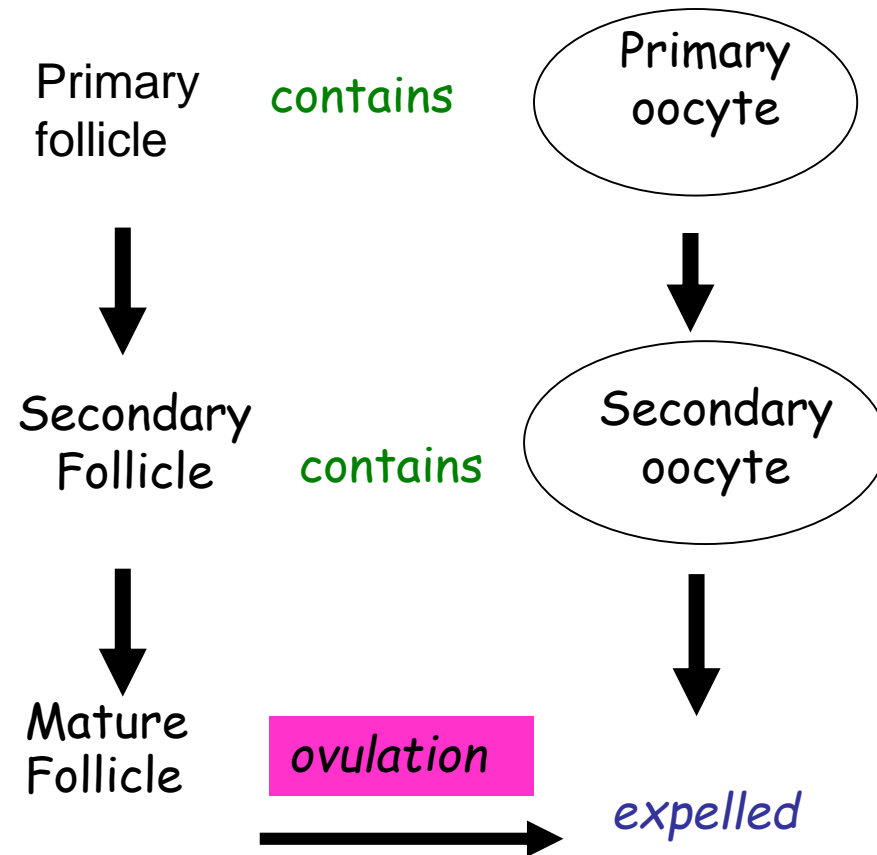 Primary
follicle
contains
Primary
oocyte
Secondary
Follicle
contains
Secondary
oocyte
Mature
Follicle
ovulation
expelled